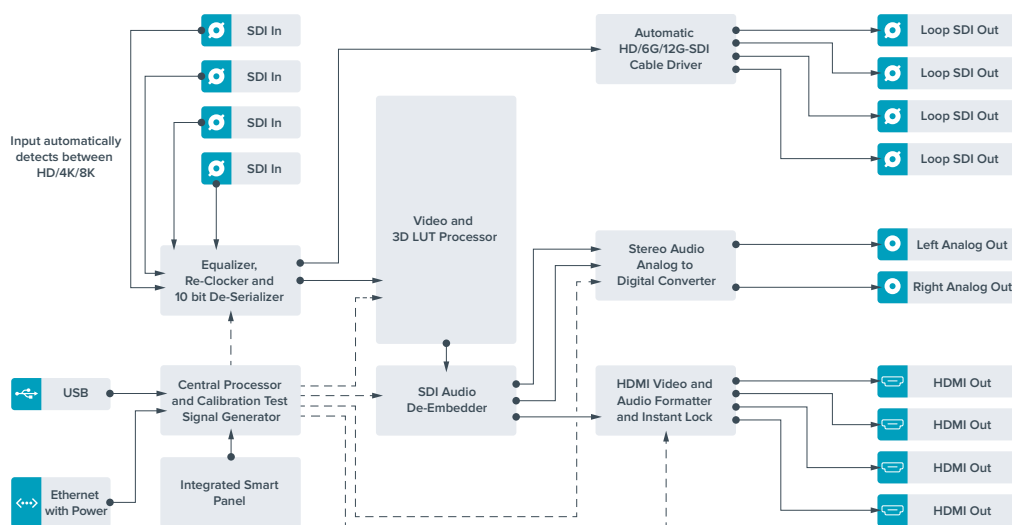 SDI In
SDI In
SDI In
SDI In
Input automatically
detects between
HD/4K/8K
Equalizer,
Re-Clocker and
10 bit De-Serializer
Video and
3D LUT Processor
Automatic
HD/6G/12G-SDI
Cable Driver
Loop SDI Out
Loop SDI Out
Loop SDI Out
Loop SDI Out
Stereo Audio
Analog to
Digital Converter
Left Analog Out
Right Analog Out
USB
Central Processor
and Calibration Test
Signal Generator
SDI Audio
De-Embedder
HDMI Video and
Audio Formatter
and Instant Lock
HDMI Out
HDMI Out
HDMI Out
HDMI Out
Ethernet
with Power
Integrated Smart
Panel